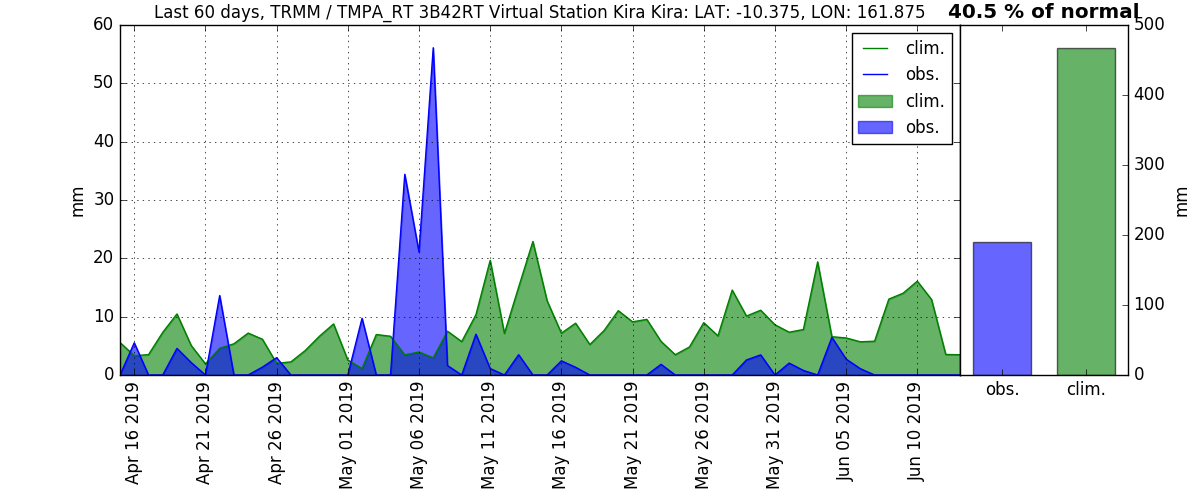 Last 60 days, TRMM / TMPA_RT 3B42RT Virtual Station Kira Kira: LAT: -10.375, LON: 161.875
40.5 % of normal
60
50
40
30
20
10
0
mm
clim.
obs.
clim.
obs.
Apr 16 2019
Apr 21 2019
Apr 26 2019
May 01 2019
May 06 2019
May 11 2019
May 16 2019
May 21 2019
May 26 2019
May 31 2019
Jun 05 2019
Jun 10 2019
500
400
300
200
100
0
mm
obs.
clim.